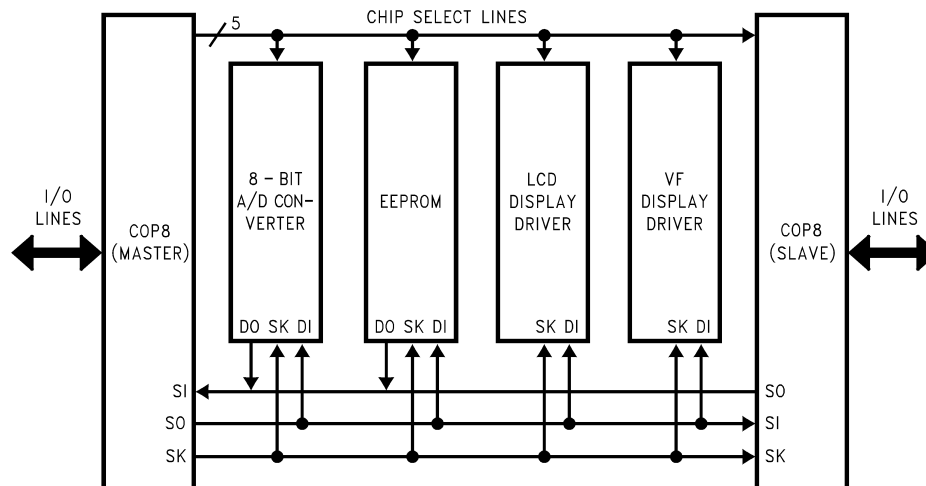 5
CHIP SELECT LINES
I/O
LINES
COP8
(MASTER)
8 – BIT
A/D CON-
VERTER
EEPROM
LCD
DISPLAY
DRIVER
VF
DISPLAY
DRIVER
COP8
(SLAVE)
I/O
LINES
DO SK DI
DO SK DI
SK DI
SK DI
SI
SO
SO
SI
SK
SK